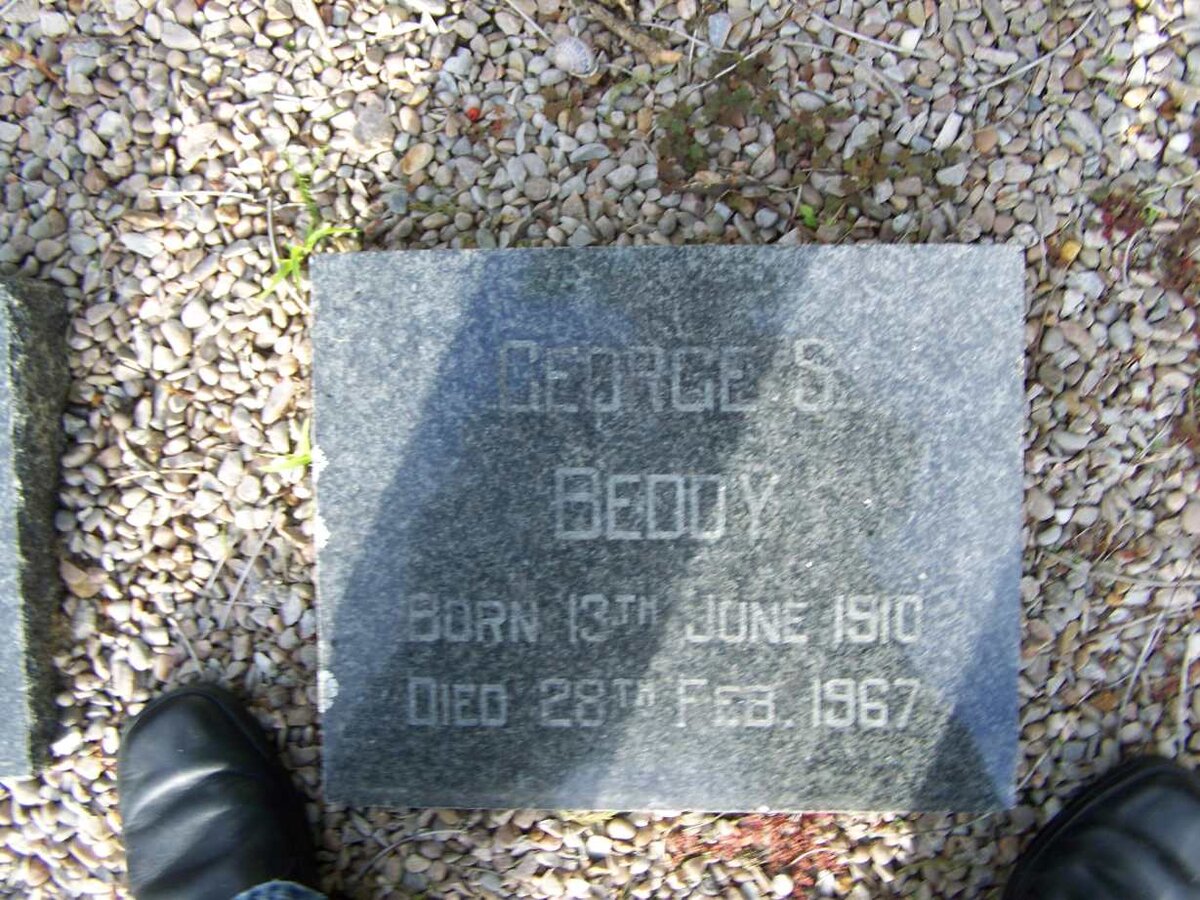 GEORGE S.
BEDDY
BORN 13TH JUNE 1910
DIED 28TH FEB. 1967